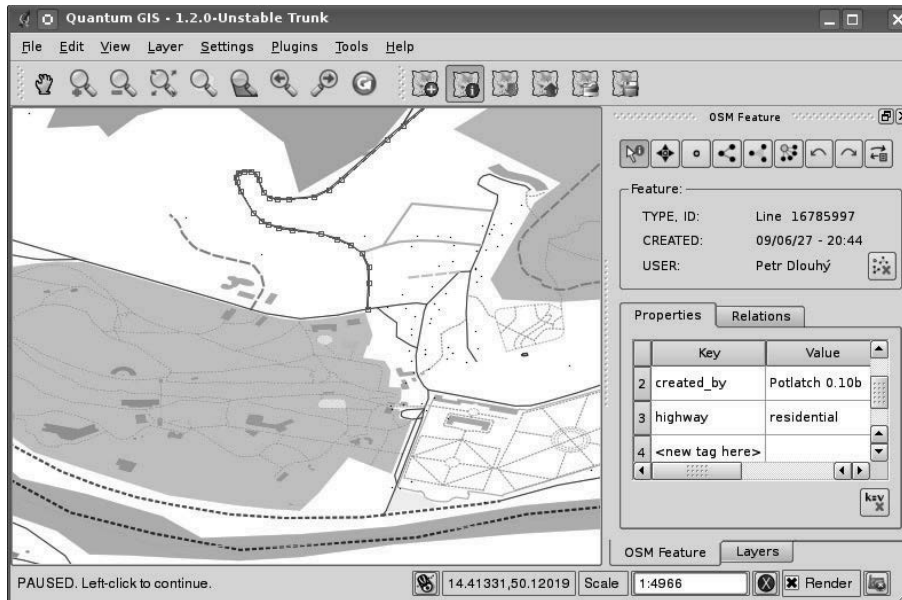 Quantum GIS - 1.2.0-Unstable Trunk
File Edit View Layer Settings Plugins Tools Help
OSM Feature
Feature:
TYPE, ID: Line 16785997
CREATED: 09/06/27 - 20:44
USER: Petr Dlouhý
Properties Relations
Key Value
2 created_by Potlatch 0.10b
3 highway residential
4 <new tag here>
k=v
OSM Feature Layers
PAUSED. Left-click to continue.
14.41331,50.12019 Scale 1:4966 Render